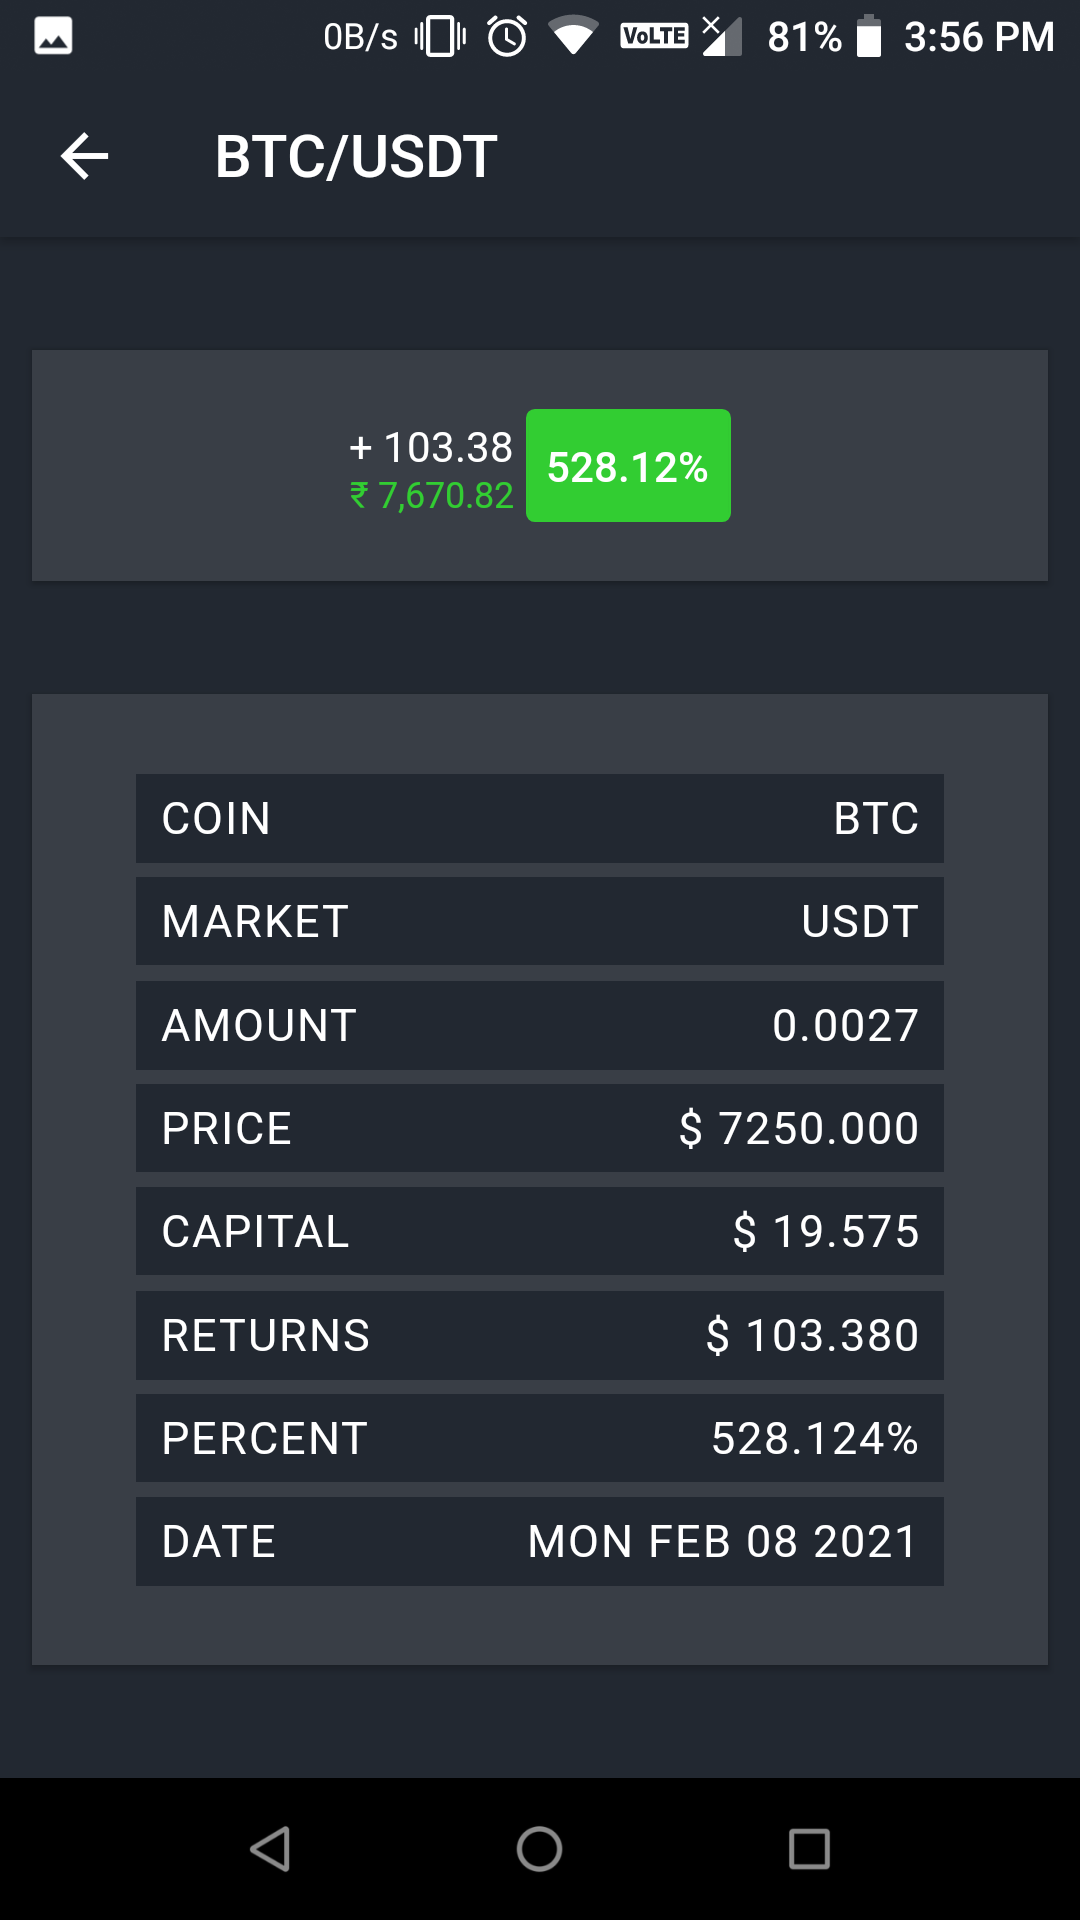 0B/s VoLTE 81% 3:56 PM
BTC/USDT
+ 103.38
₹ 7,670.82
528.12%
COIN BTC
MARKET USDT
AMOUNT 0.0027
PRICE $ 7250.000
CAPITAL $ 19.575
RETURNS $ 103.380
PERCENT 528.124%
DATE MON FEB 08 2021